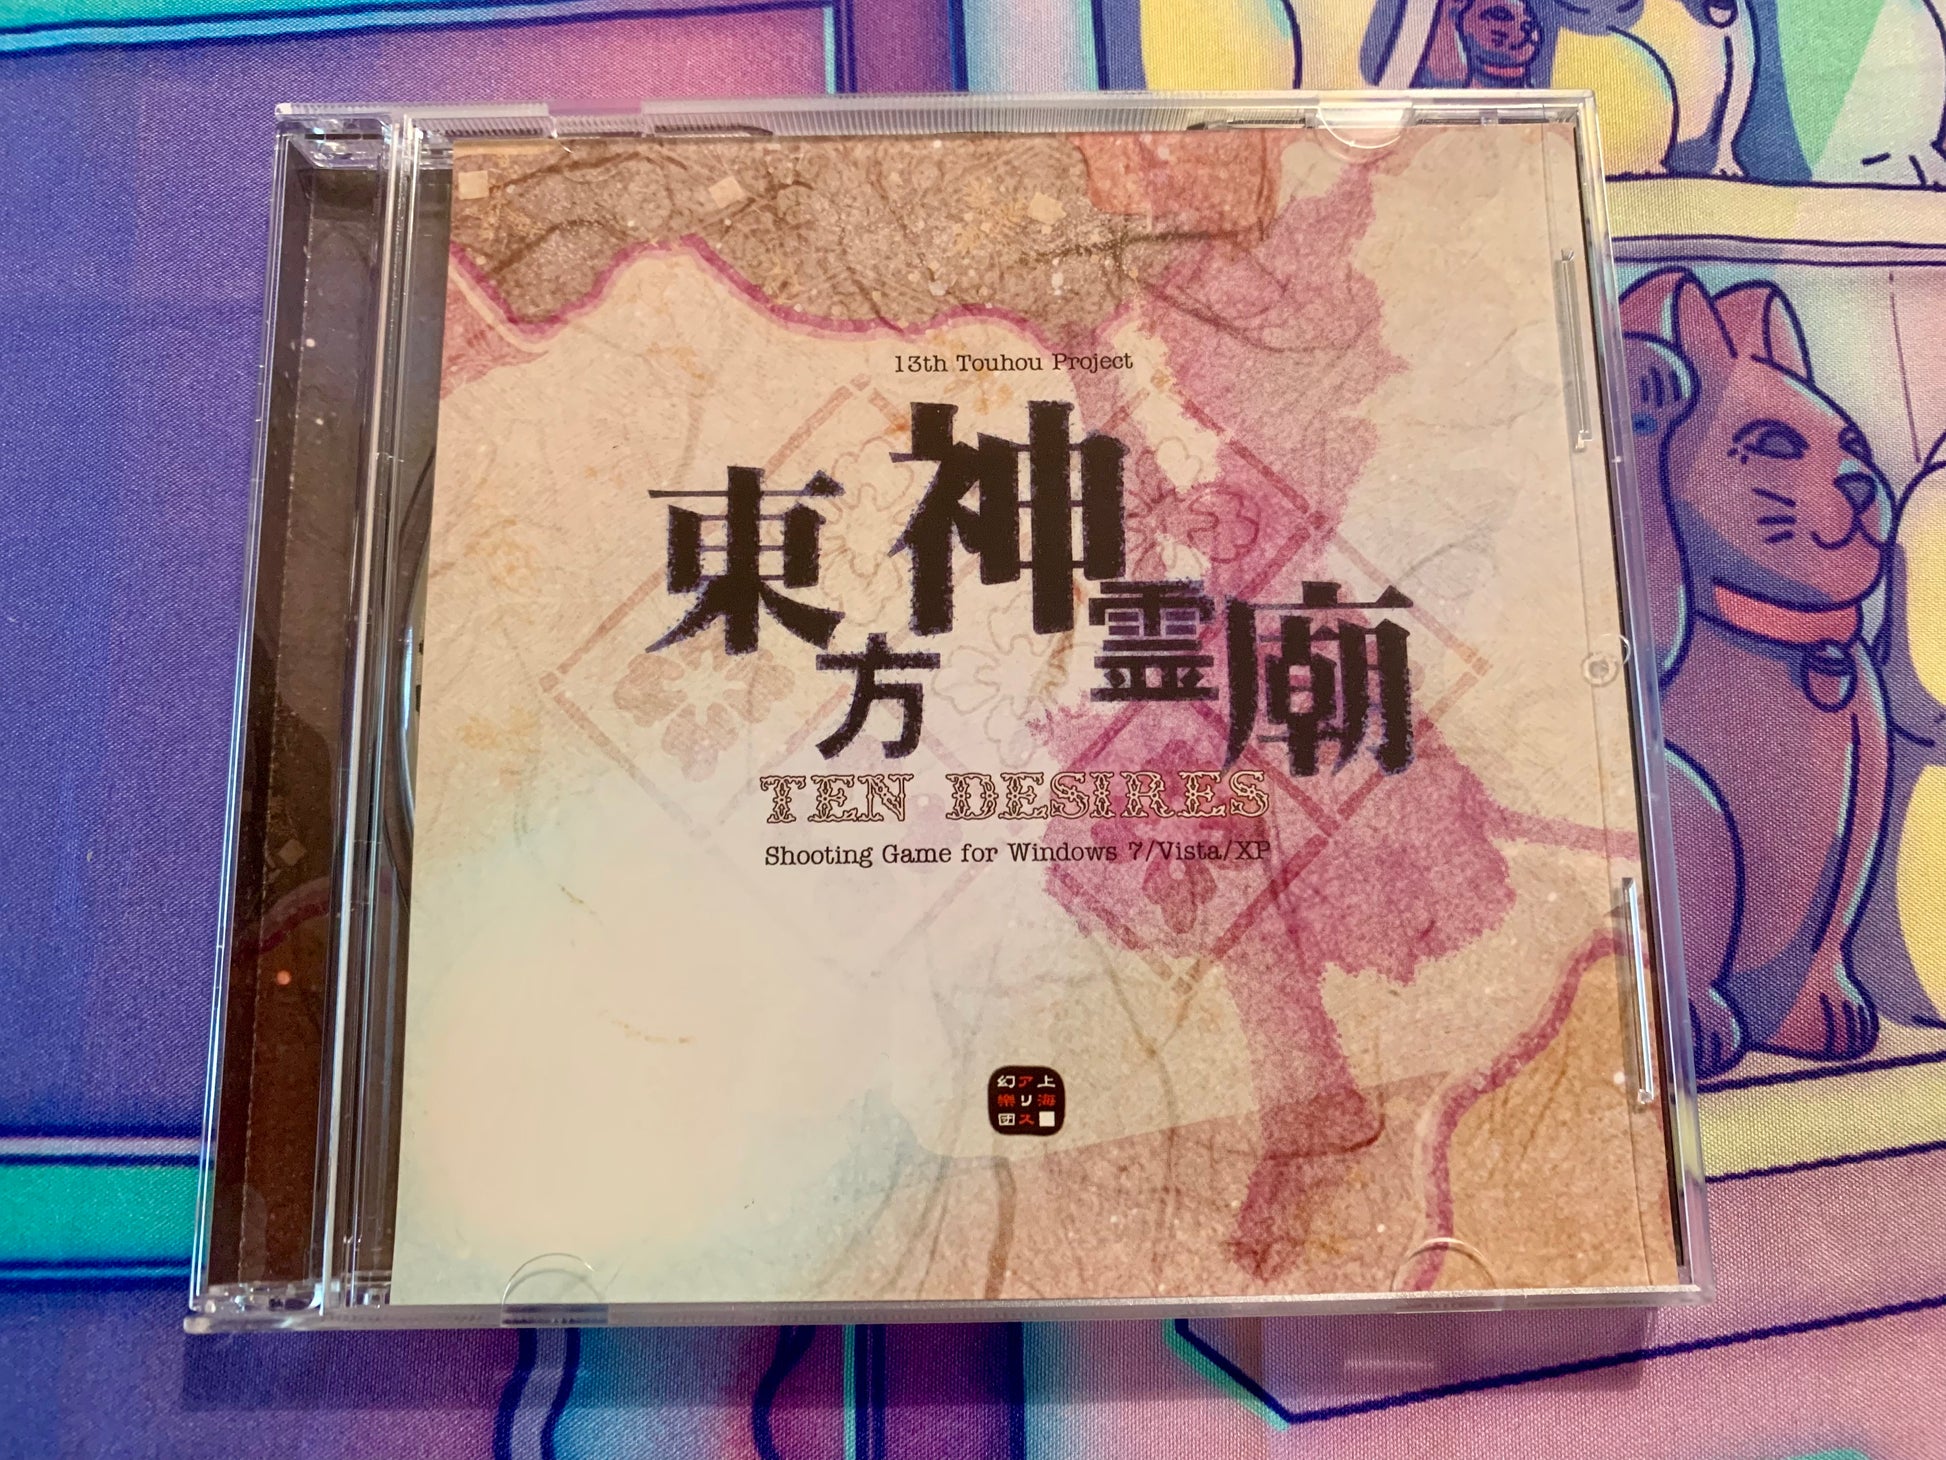 13th Touhou Project
東方神霊廟
TEN DESIRES
Shooting Game for Windows 7/Vista/XP
上海
アリス
幻樂団